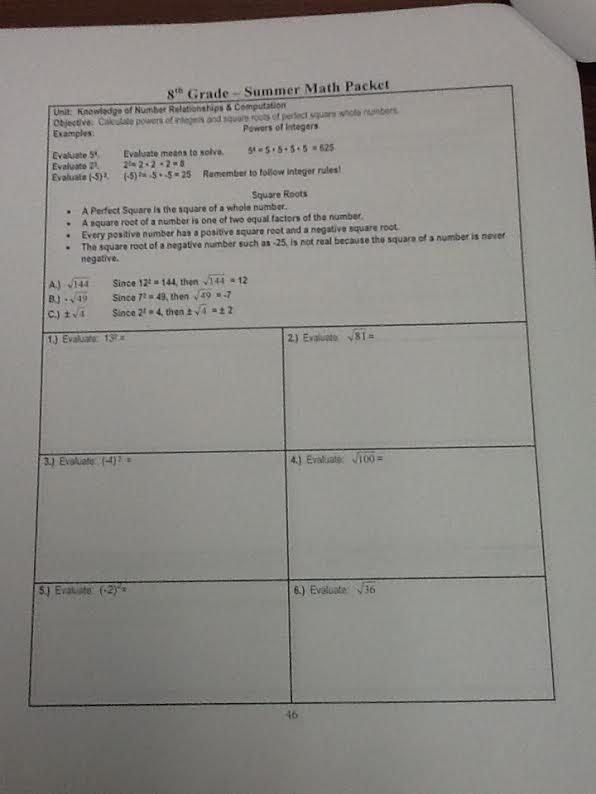 8th Grade – Summer Math Packet
Unit: Knowledge of Number Relationships & Computation
Objective: Calculate powers of integers and square roots of perfect square whole numbers.
Examples: Powers of Integers
Evaluate 5⁴. Evaluate means to solve. 5⁴ = 5 • 5 • 5 • 5 = 625
Evaluate 2³. 2³= 2 • 2 • 2 = 8
Evaluate (-5)². (-5)²= -5 • -5 = 25 Remember to follow integer rules!
Square Roots
• A Perfect Square is the square of a whole number.
• A square root of a number is one of two equal factors of the number.
• Every positive number has a positive square root and a negative square root.
• The square root of a negative number such as -25, is not real because the square of a number is never
negative.
A.) √144 Since 12² = 144, then √144 = 12
B.) - √49 Since 7² = 49, then √49 = -7
C.) ± √4 Since 2² = 4, then ± √4 = ± 2
1.) Evaluate: 13² =
2.) Evaluate: √81 =
3.) Evaluate: (-4) =
4.) Evaluate: √100 =
5.) Evaluate: (-2) =
6.) Evaluate: √36
46